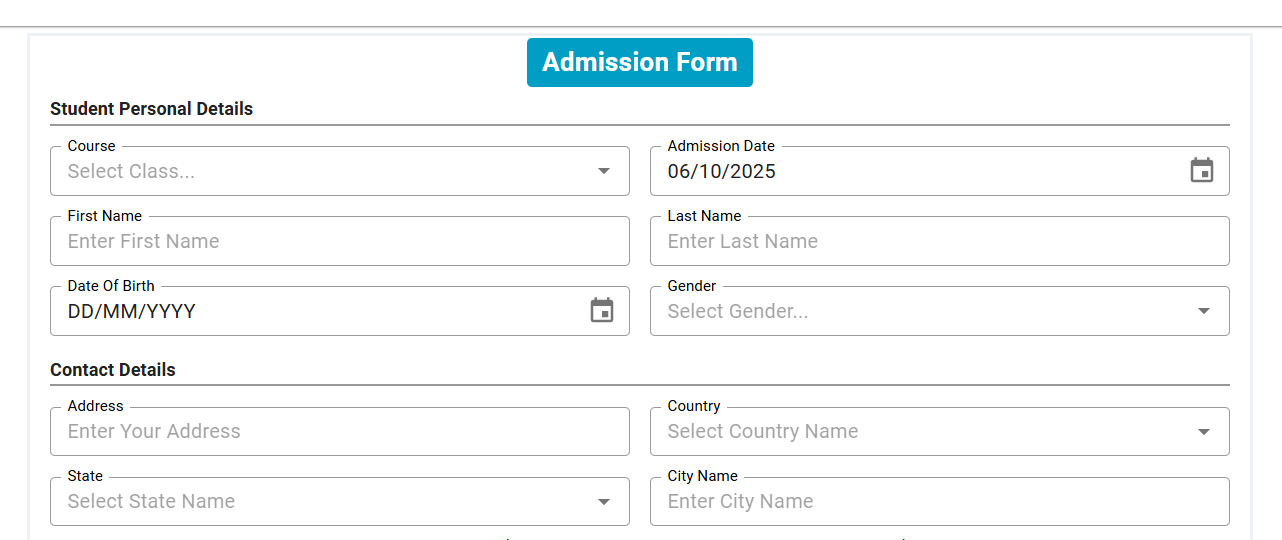 Admission Form
Student Personal Details
Course
Select Class...
Admission Date
06/10/2025
First Name
Enter First Name
Last Name
Enter Last Name
Date Of Birth
DD/MM/YYYY
Gender
Select Gender...
Contact Details
Address
Enter Your Address
Country
Select Country Name
State
Select State Name
City Name
Enter City Name